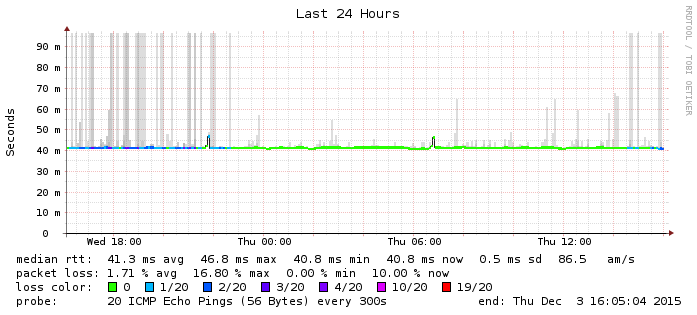 Last 24 Hours
RRDTOOL / TOBI OETIKER
Seconds
90 m
80 m
70 m
60 m
50 m
40 m
30 m
20 m
10 m
0
Wed 18:00 Thu 00:00 Thu 06:00 Thu 12:00
median rtt: 41.3 ms avg 46.8 ms max 40.8 ms min 40.8 ms now 0.5 ms sd 86.5 am/s
packet loss: 1.71 % avg 16.80 % max 0.00 % min 10.00 % now
loss color: 0 1/20 2/20 3/20 4/20 10/20 19/20
probe: 20 ICMP Echo Pings (56 Bytes) every 300s end: Thu Dec 3 16:05:04 2015